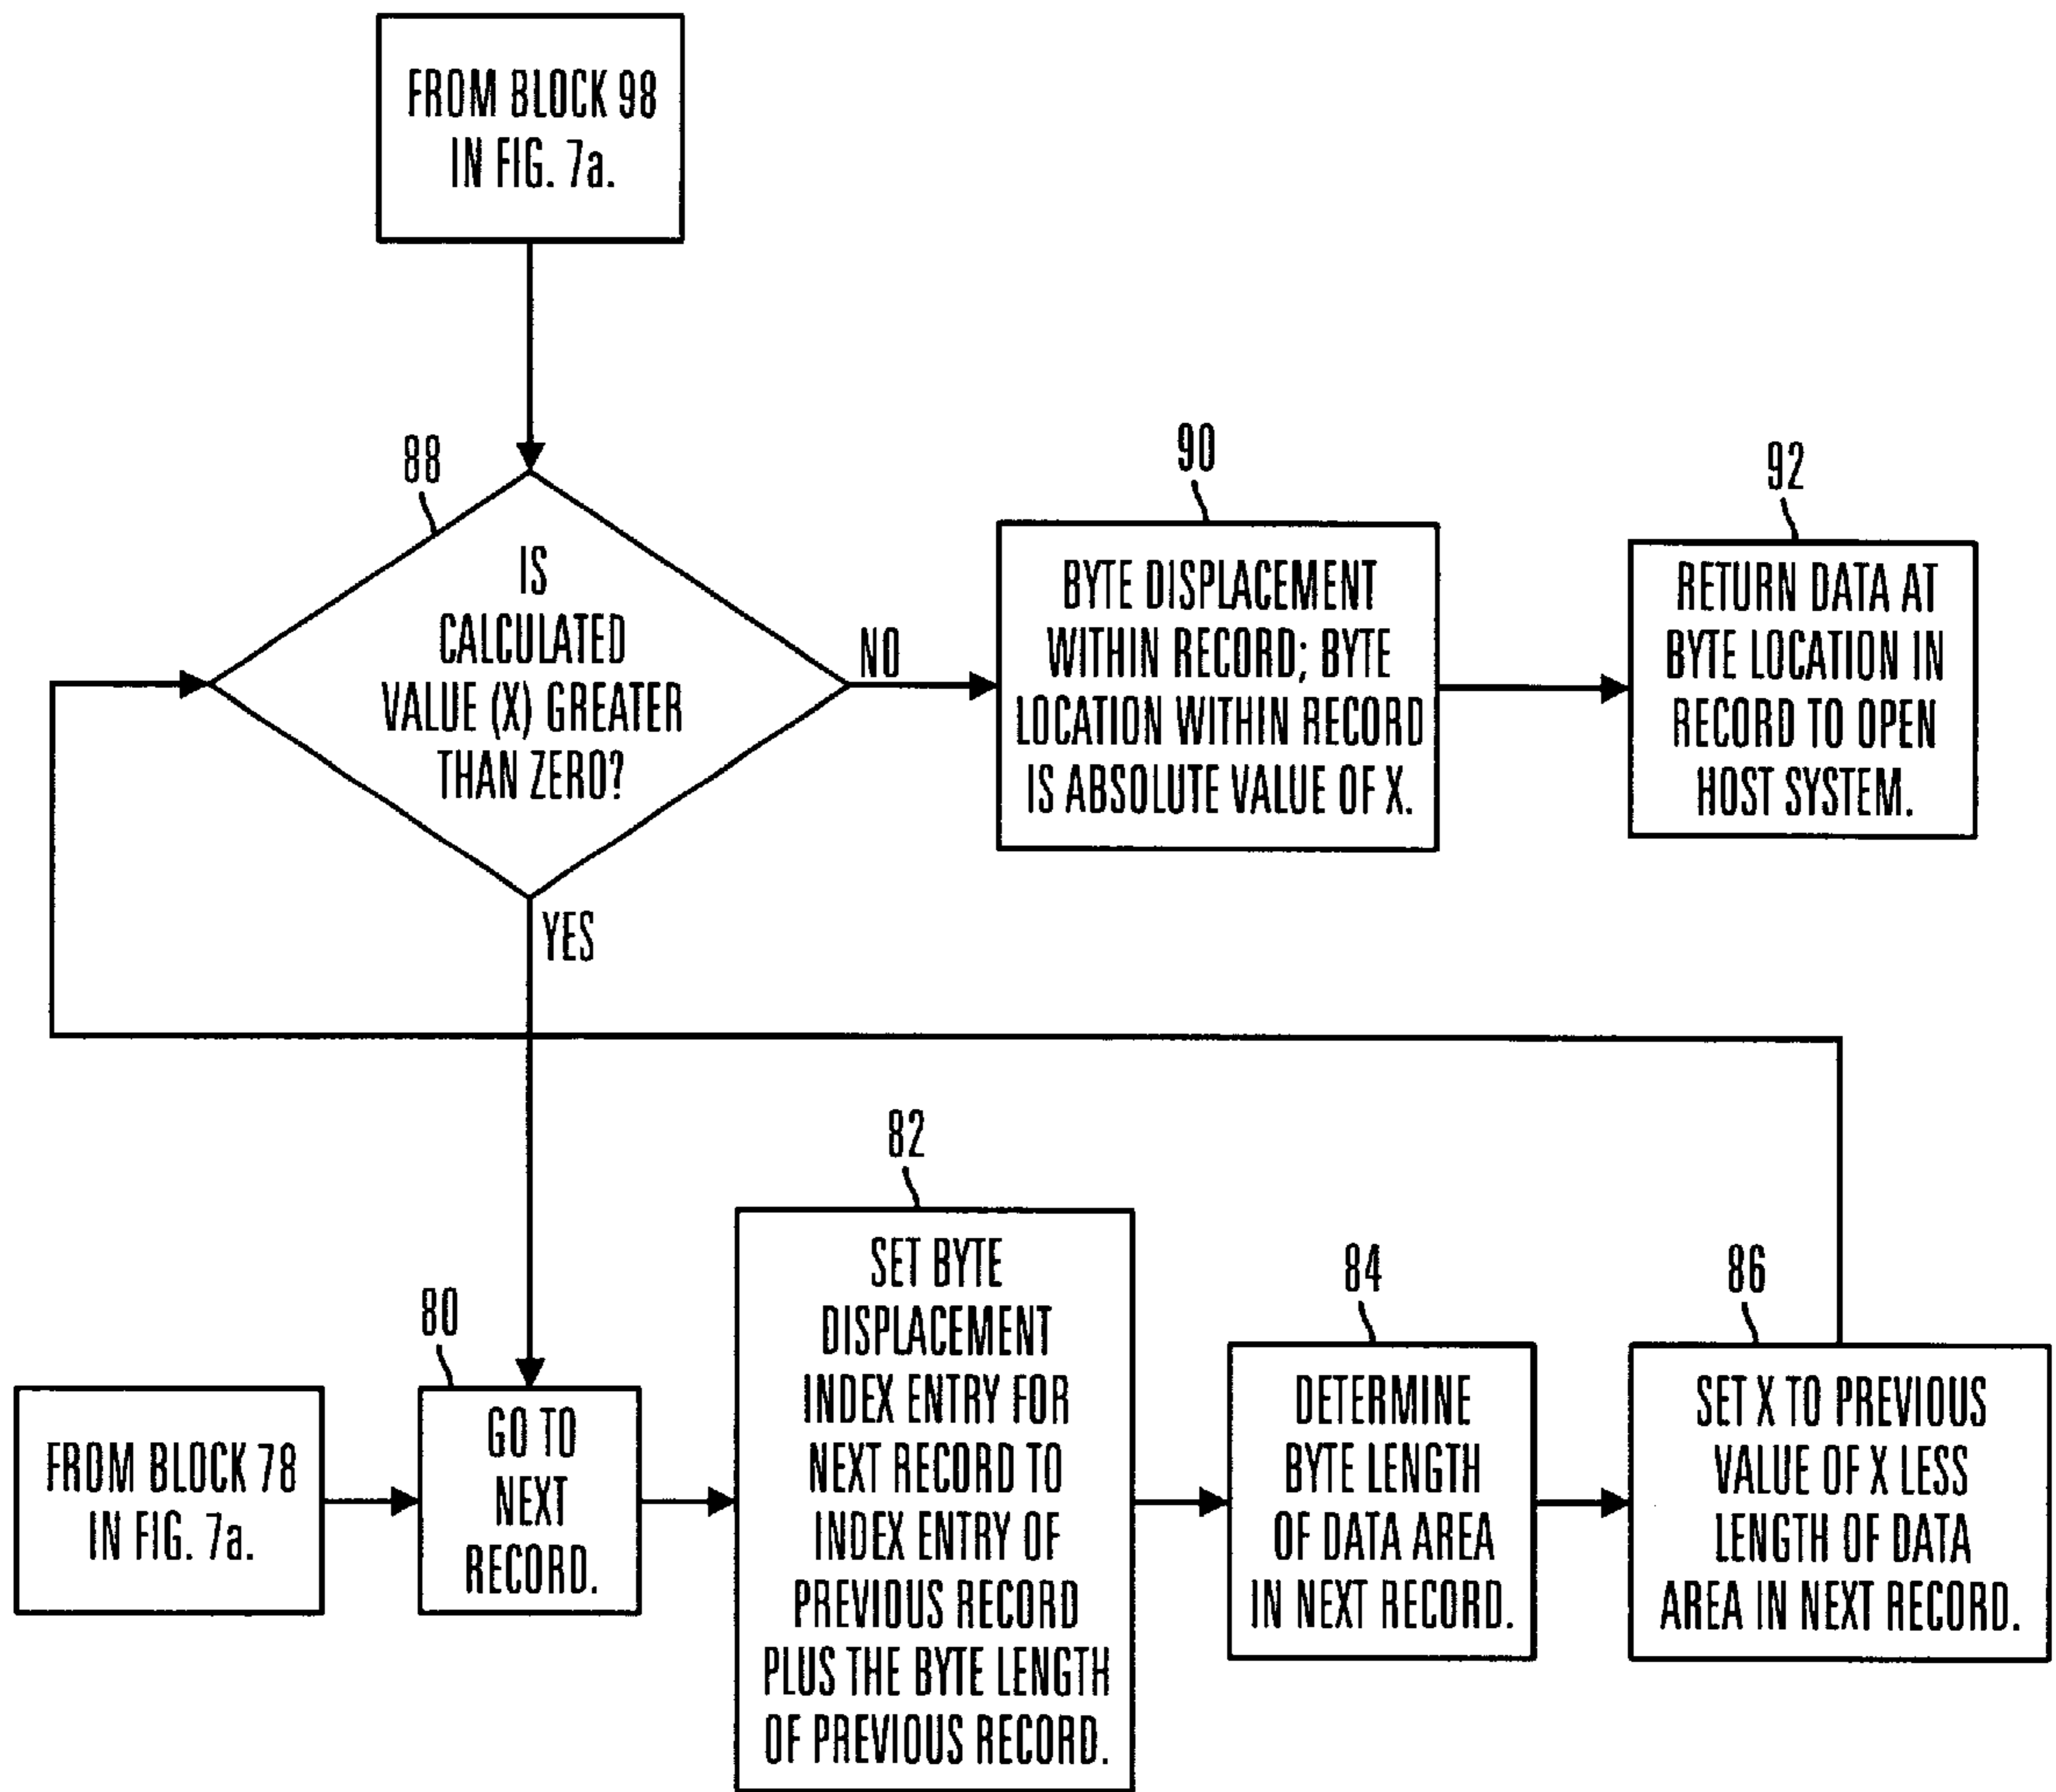 FROM BLOCK 98
IN FIG. 7a.
88
IS
CALCULATED
VALUE (X) GREATER
THAN ZERO?
NO
YES
90
BYTE DISPLACEMENT
WITHIN RECORD; BYTE
LOCATION WITHIN RECORD
IS ABSOLUTE VALUE OF X.
92
RETURN DATA AT
BYTE LOCATION IN
RECORD TO OPEN
HOST SYSTEM.
FROM BLOCK 78
IN FIG. 7a.
80
GO TO
NEXT
RECORD.
82
SET BYTE
DISPLACEMENT
INDEX ENTRY FOR
NEXT RECORD TO
INDEX ENTRY OF
PREVIOUS RECORD
PLUS THE BYTE LENGTH
OF PREVIOUS RECORD.
84
DETERMINE
BYTE LENGTH
OF DATA AREA
IN NEXT RECORD.
86
SET X TO PREVIOUS
VALUE OF X LESS
LENGTH OF DATA
AREA IN NEXT RECORD.